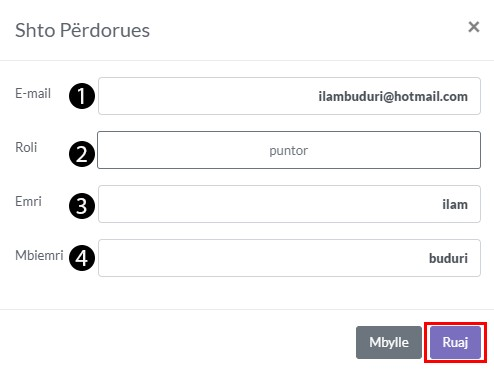 Shto Përdorues ×
E-mail 1 ilambuduri@hotmail.com
Roli 2 puntor
Emri 3 ilam
Mbiemri 4 buduri
Mbylle Ruaj